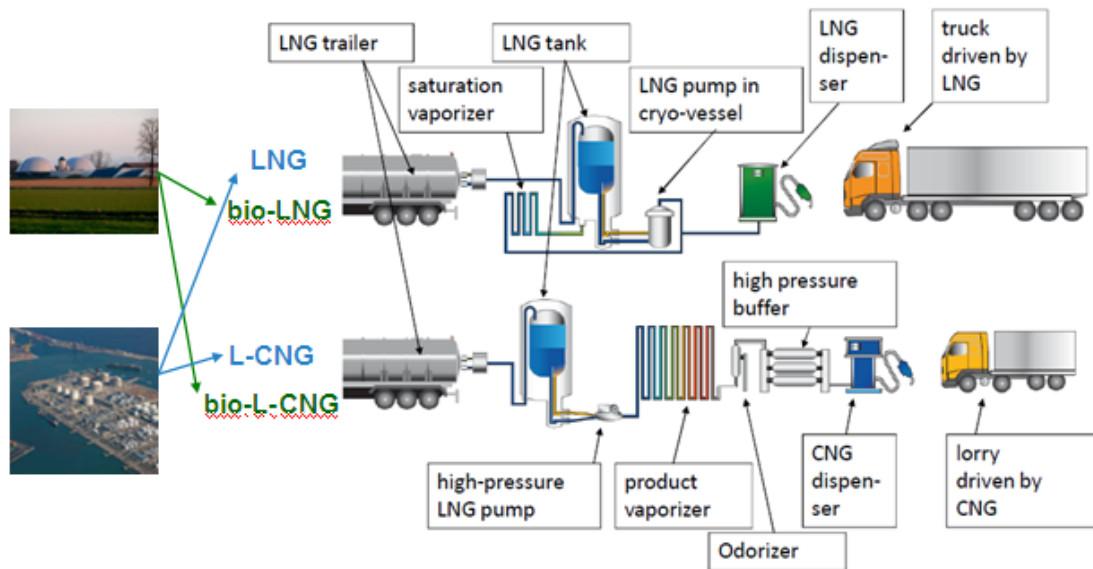 LNG trailer
LNG tank
LNG
dispen-
ser
truck
driven by
LNG
saturation
vaporizer
LNG pump in
cryo-vessel
LNG
bio-LNG
high pressure
buffer
L-CNG
bio-L-CNG
high-pressure
LNG pump
product
vaporizer
CNG
dispen-
ser
lorry
driven by
CNG
Odorizer